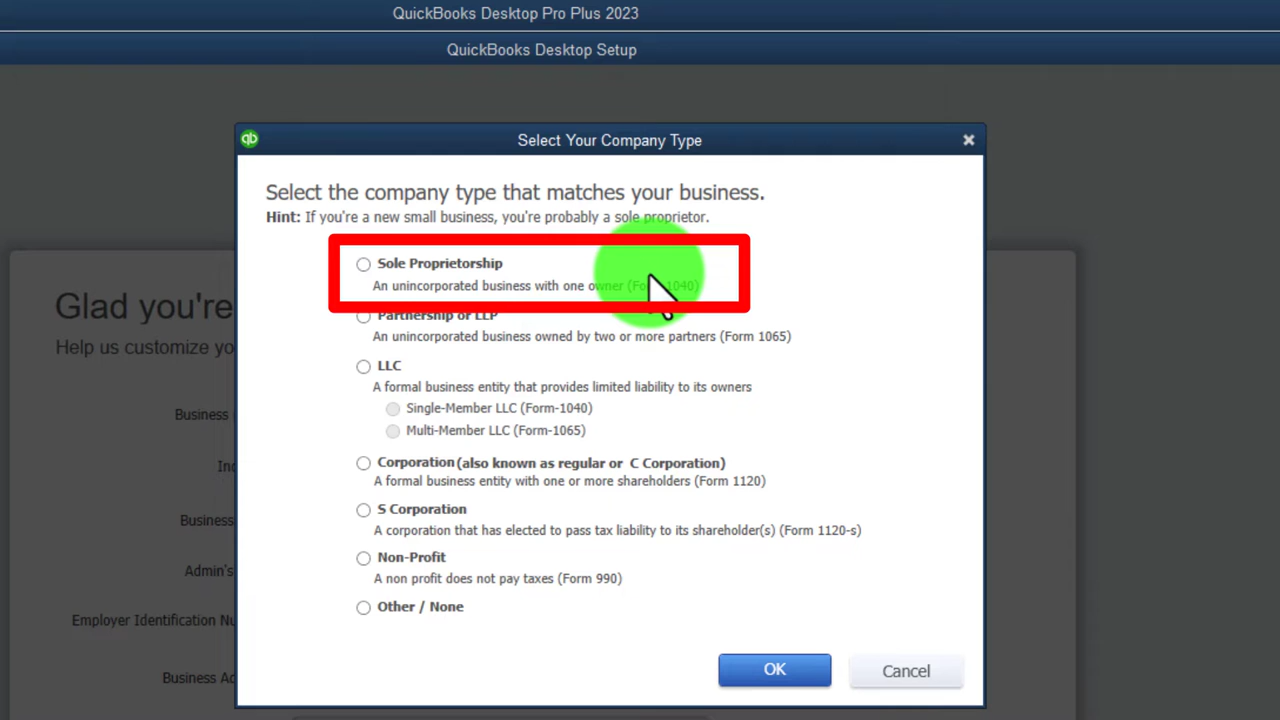 QuickBooks Desktop Pro Plus 2023
QuickBooks Desktop Setup
qb
Select Your Company Type
Select the company type that matches your business.
Hint: If you're a new small business, you're probably a sole proprietor.
Sole Proprietorship
An unincorporated business with one owner (Form-1040)
Partnership or LLP
An unincorporated business owned by two or more partners (Form 1065)
LLC
A formal business entity that provides limited liability to its owners
Single-Member LLC (Form-1040)
Multi-Member LLC (Form-1065)
Corporation (also known as regular or C Corporation)
A formal business entity with one or more shareholders (Form 1120)
S Corporation
A corporation that has elected to pass tax liability to its shareholder(s) (Form 1120-s)
Non-Profit
A non profit does not pay taxes (Form 990)
Other / None
OK
Cancel
Glad you're
Help us customize
Business
Business
Admin's
Employer Identification
Business